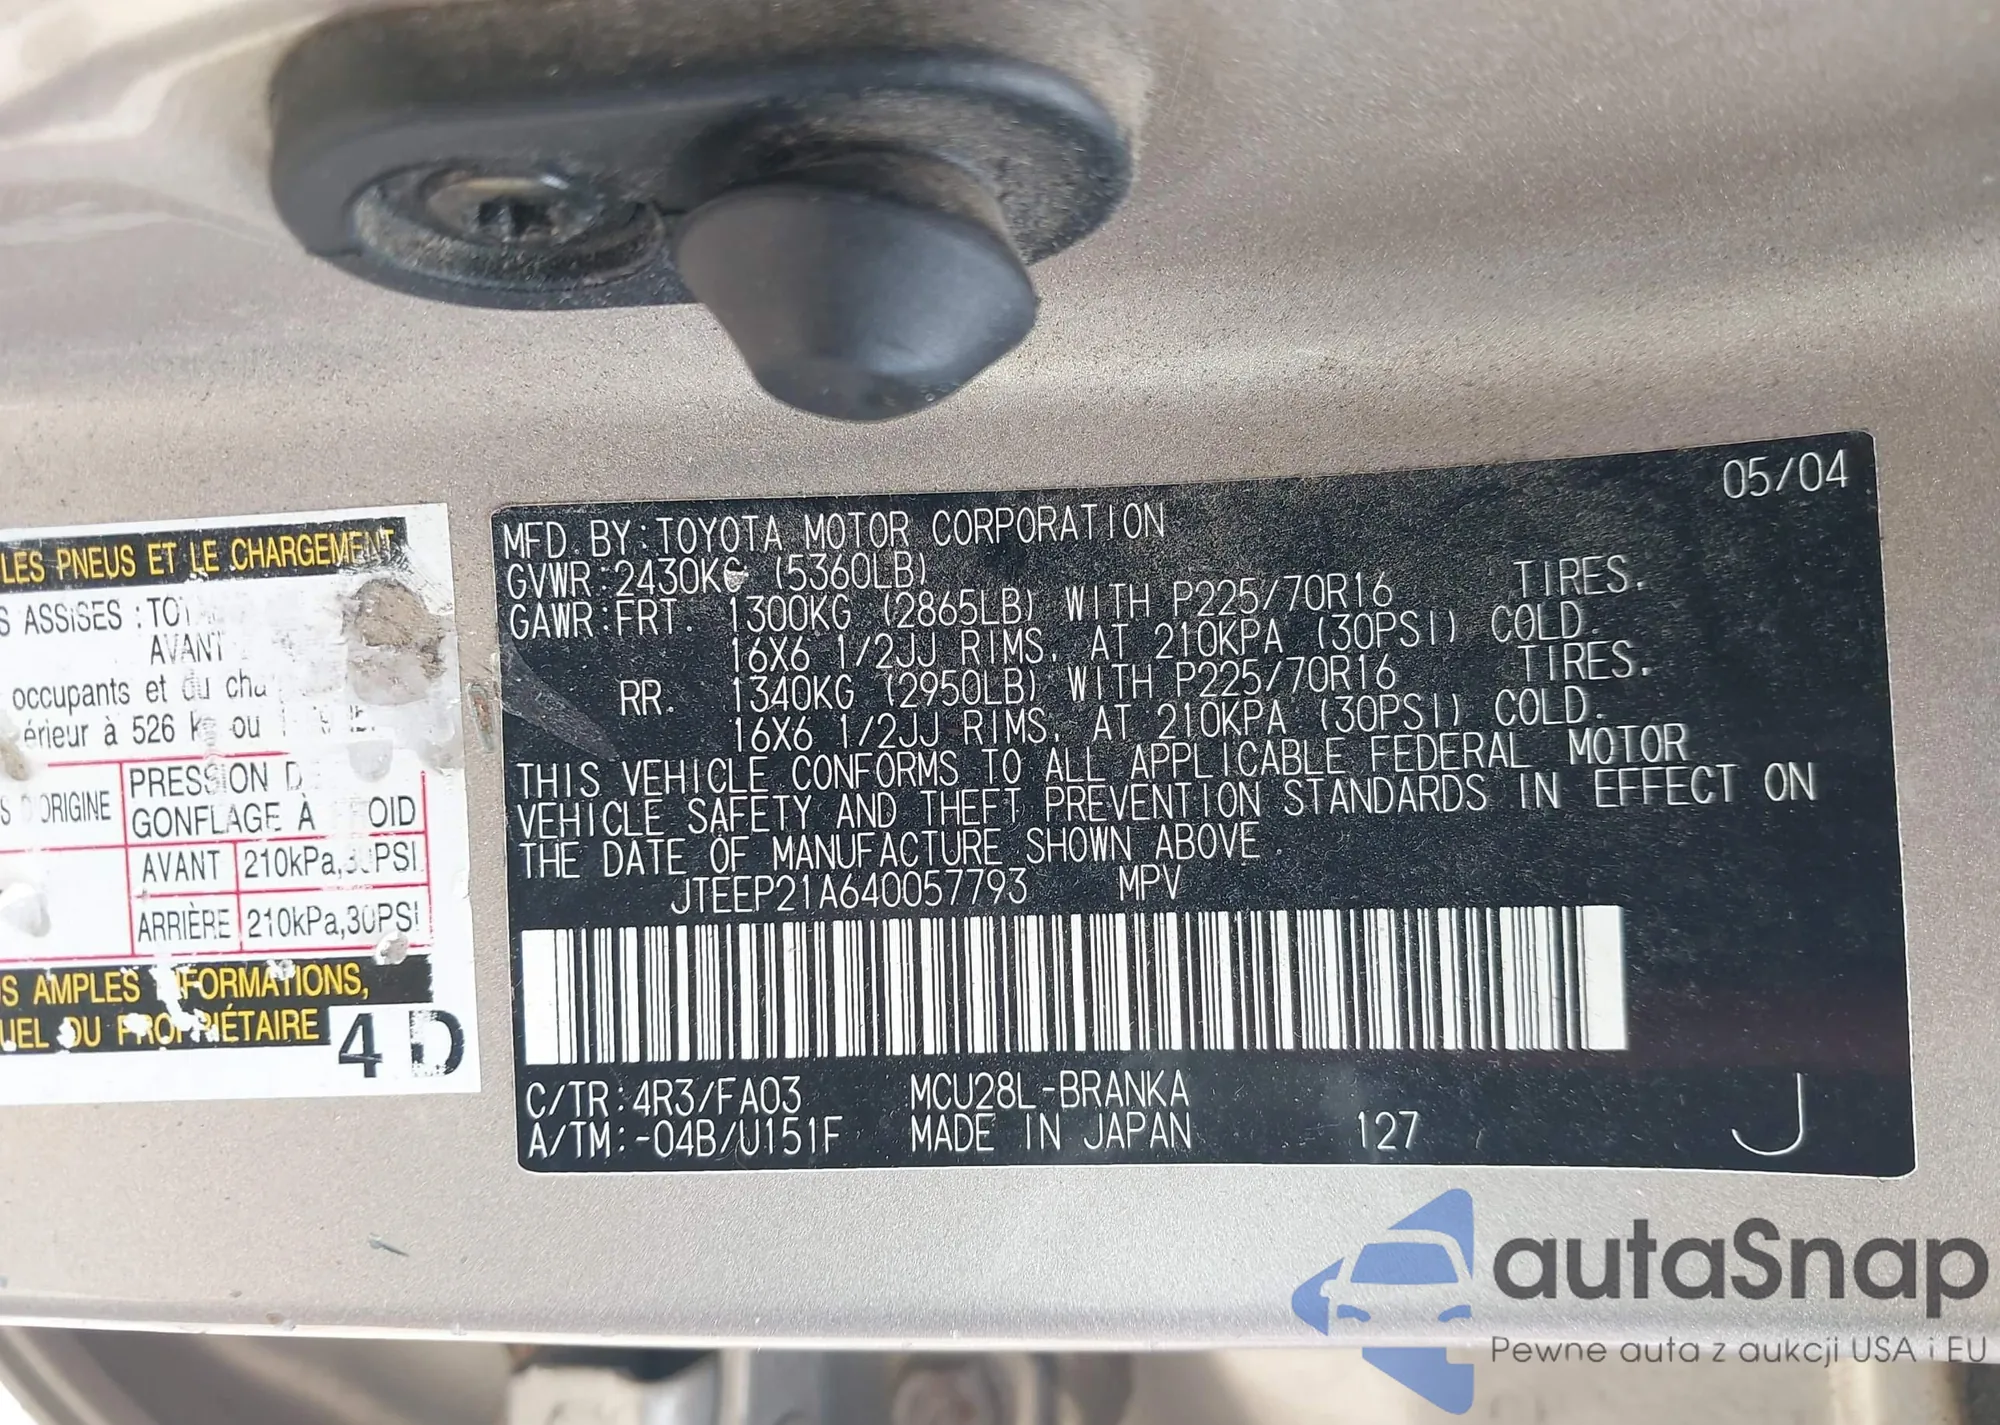 LES PNEUS ET LE CHARGEMENT
S ASSISES :
AVANT
occupants et du
érieur à 526 ou
ORIGINE
PRESSION DE
GONFLAGE À
AVANT 210kPa,
ARRIÈRE 210kPa,30PSI
S AMPLES INFORMATIONS,
UEL DU PROPRIÉTAIRE
4 D
05/04
MFD. BY:TOYOTA MOTOR CORPORATION
GVWR:2430KG (5360LB)
GAWR:FRT. 1300KG (2865LB) WITH P225/70R16 TIRES.
16X6 1/2JJ RIMS. AT 210KPA (30PSI) COLD.
RR. 1340KG (2950LB) WITH P225/70R16 TIRES.
16X6 1/2JJ RIMS. AT 210KPA (30PSI) COLD.
THIS VEHICLE CONFORMS TO ALL APPLICABLE FEDERAL MOTOR
VEHICLE SAFETY AND THEFT PREVENTION STANDARDS IN EFFECT ON
THE DATE OF MANUFACTURE SHOWN ABOVE.
JTEEP21A640057793 MPV
C/TR:4R3/FA03 MCU28L-BRANKA
A/TM:-04B/U151F MADE IN JAPAN 127 J
autaSnap
Pewne auta z aukcji USA i EU